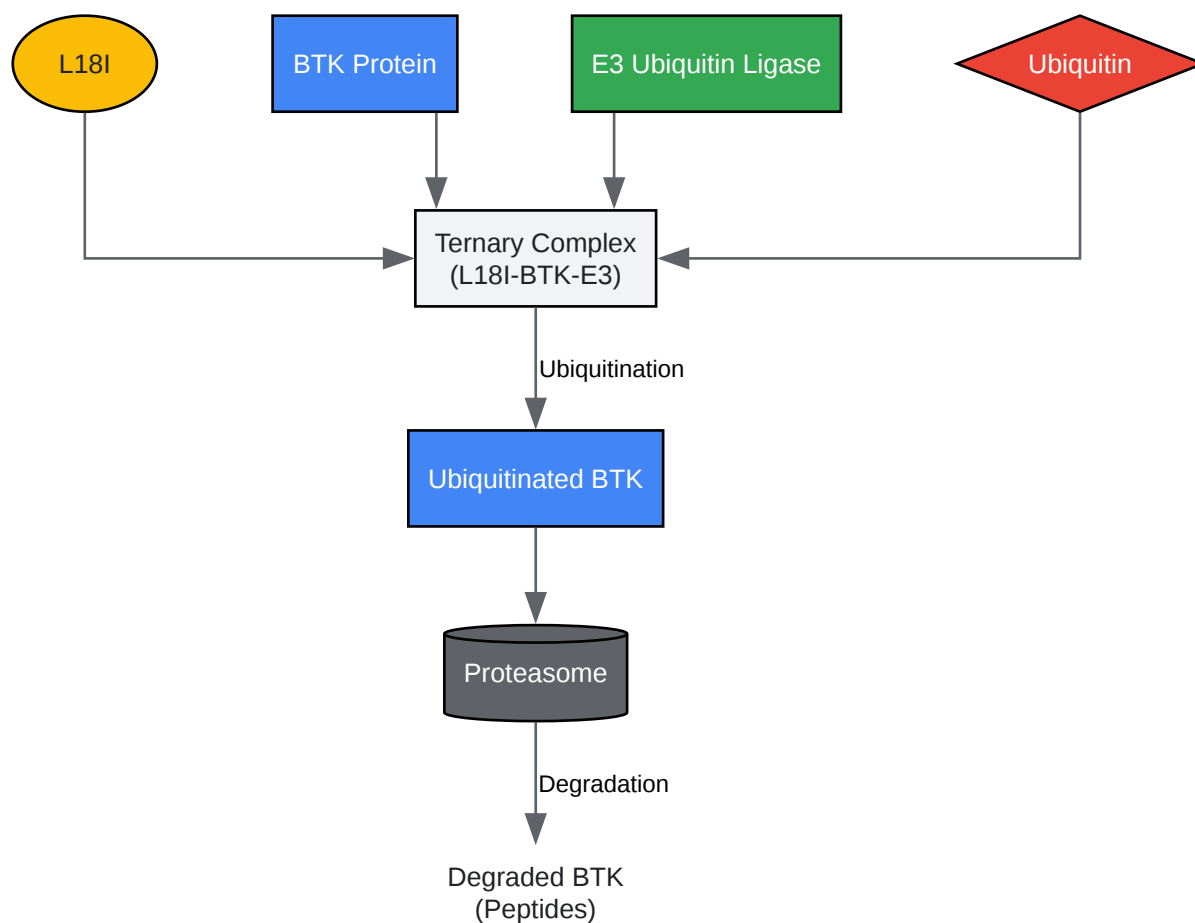 L18I
BTK Protein
E3 Ubiquitin Ligase
Ubiquitin
Ternary Complex
(L18I-BTK-E3)
Ubiquitination
Ubiquitinated BTK
Proteasome
Degradation
Degraded BTK
(Peptides)